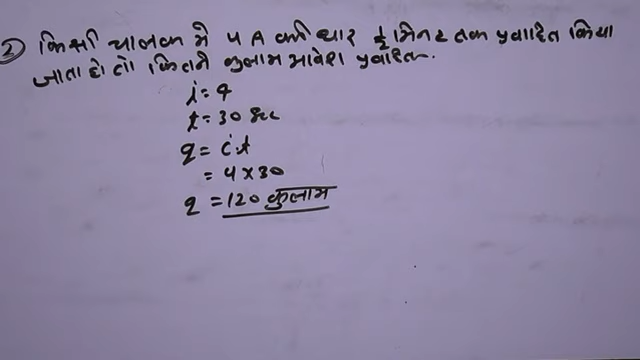 2) किसी चालक में 4 A की धार 1/2 मिनट तक प्रवाहित किया
जाता हो तो कितने कुलाम आवेश प्रवाहित.
i = 4
t = 30 Sec
q = i.t
= 4 x 30
q = 120 कुलाम